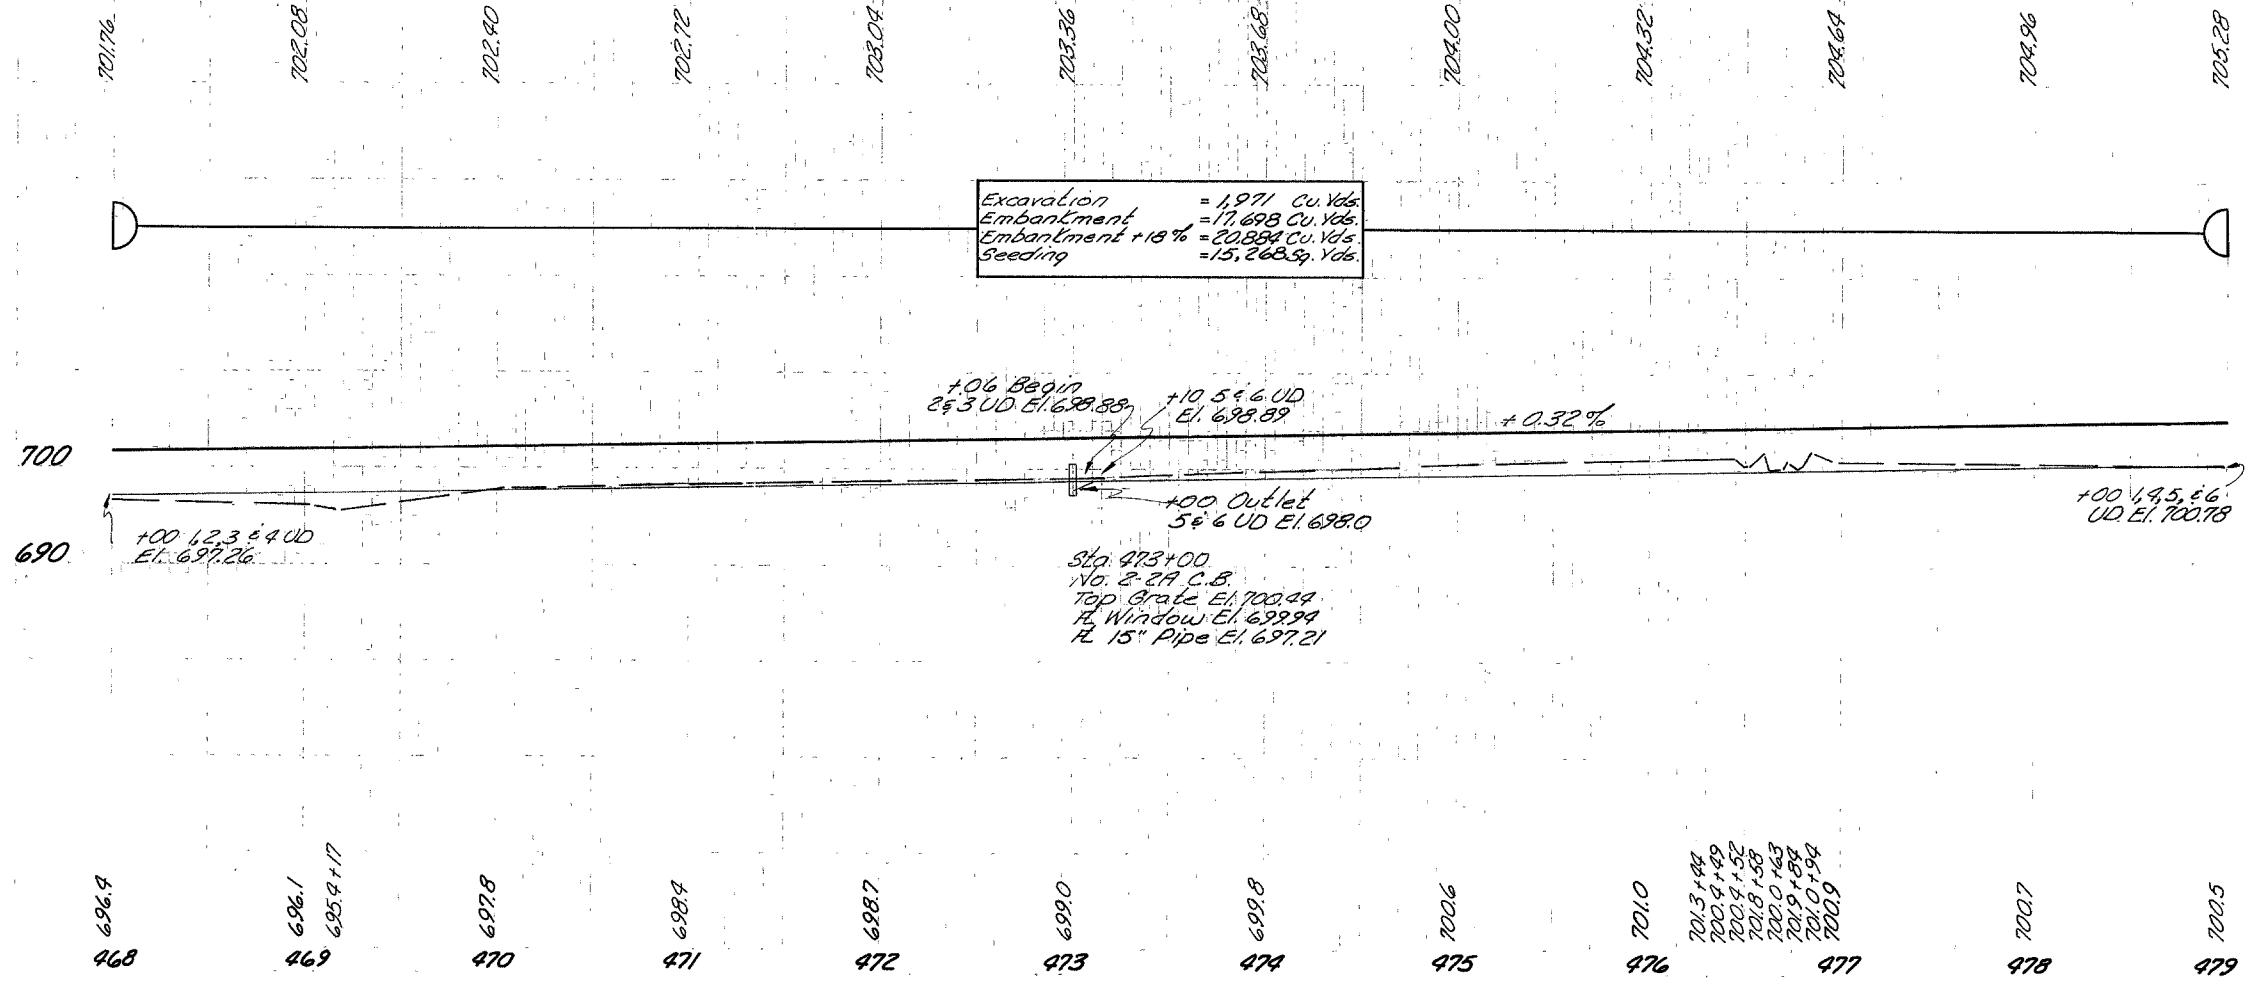 701.76 702.08 702.40 702.72 703.04 703.36 703.68 704.00 704.32 704.64 704.96 705.28
Excavation = 1,971 Cu. Yds.
Embankment = 17,698 Cu. Yds.
Embankment +18% = 20,884 Cu. Yds.
Seeding = 15,268 Sq. Yds.
+06 Begin
2 & 3 UD El. 698.88
+10 5 & 6 UD
El. 698.89
+0.32%
700
+00 Outlet
5 & 6 UD El. 698.0
+00 1,2,3 & 4 UD
El. 697.26
+00 1,4,5, & 6
UD El. 700.78
690
Sta 473+00
No. 2-2A C.B.
Top Grate El. 700.44
FL Window El. 699.94
FL 15" Pipe El. 697.21
696.4 696.1 695.4+17 697.8 698.4 698.7 699.0 699.8 700.6 701.0 701.3+44 700.4+49 700.4+52 701.8+58 700.0+63 701.9+84 701.0+94 700.9 700.7 700.5
468 469 470 471 472 473 474 475 476 477 478 479